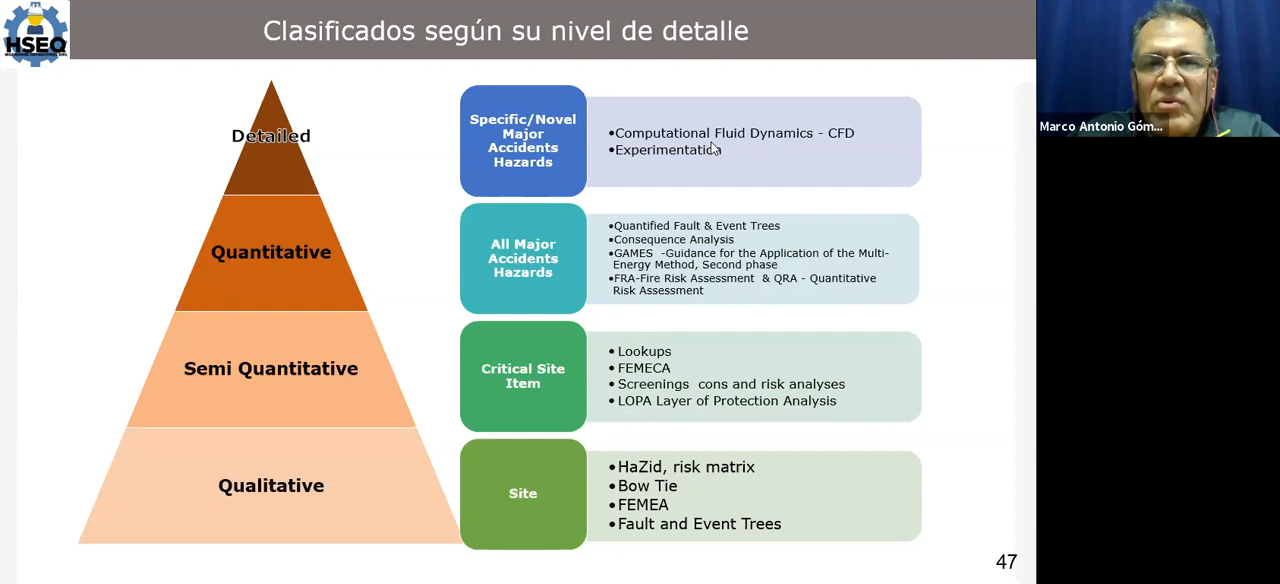 Clasificados según su nivel de detalle
HSEQ
Detailed
Quantitative
Semi Quantitative
Qualitative
Specific/Novel
Major
Accidents
Hazards
•Computational Fluid Dynamics - CFD
•Experimentation
All Major
Accidents
Hazards
•Quantified Fault & Event Trees
•Consequence Analysis
•GAMES -Guidance for the Application of the Multi-
Energy Method, Second phase
•FRA-Fire Risk Assessment & QRA - Quantitative
Risk Assessment
Critical Site
Item
• Lookups
• FEMECA
• Screenings cons and risk analyses
• LOPA Layer of Protection Analysis
Site
•HaZid, risk matrix
•Bow Tie
•FEMEA
•Fault and Event Trees
47
Marco Antonio Góm...